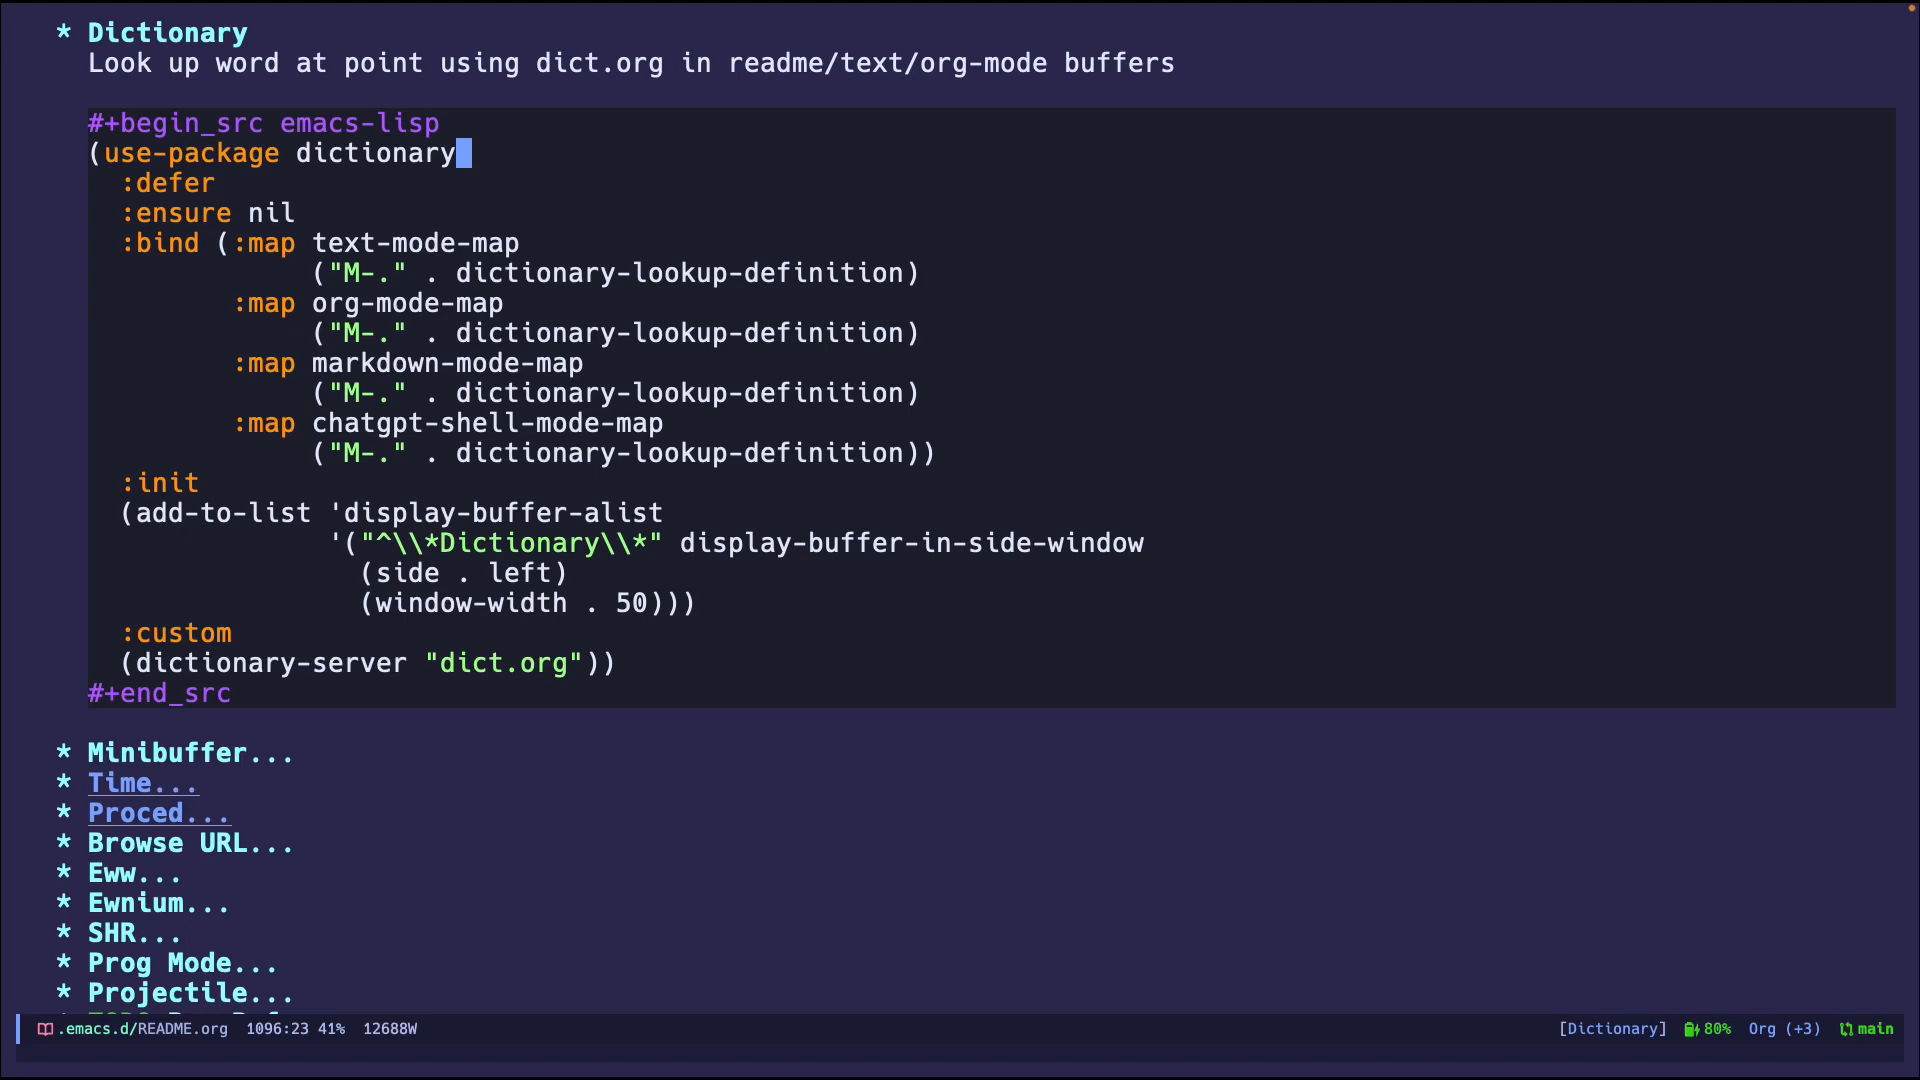 * Dictionary
Look up word at point using dict.org in readme/text/org-mode buffers
#+begin_src emacs-lisp
(use-package dictionary
  :defer
  :ensure nil
  :bind (:map text-mode-map
              ("M-." . dictionary-lookup-definition)
         :map org-mode-map
              ("M-." . dictionary-lookup-definition)
         :map markdown-mode-map
              ("M-." . dictionary-lookup-definition)
         :map chatgpt-shell-mode-map
              ("M-." . dictionary-lookup-definition))
  :init
  (add-to-list 'display-buffer-alist
               '("^\\*Dictionary\\*" display-buffer-in-side-window
                 (side . left)
                 (window-width . 50)))
  :custom
  (dictionary-server "dict.org"))
#+end_src
* Minibuffer...
* Time...
* Proced...
* Browse URL...
* Eww...
* Ewnium...
* SHR...
* Prog Mode...
* Projectile...
.emacs.d/README.org 1096:23 41% 12688W [Dictionary] 80% Org (+3) main